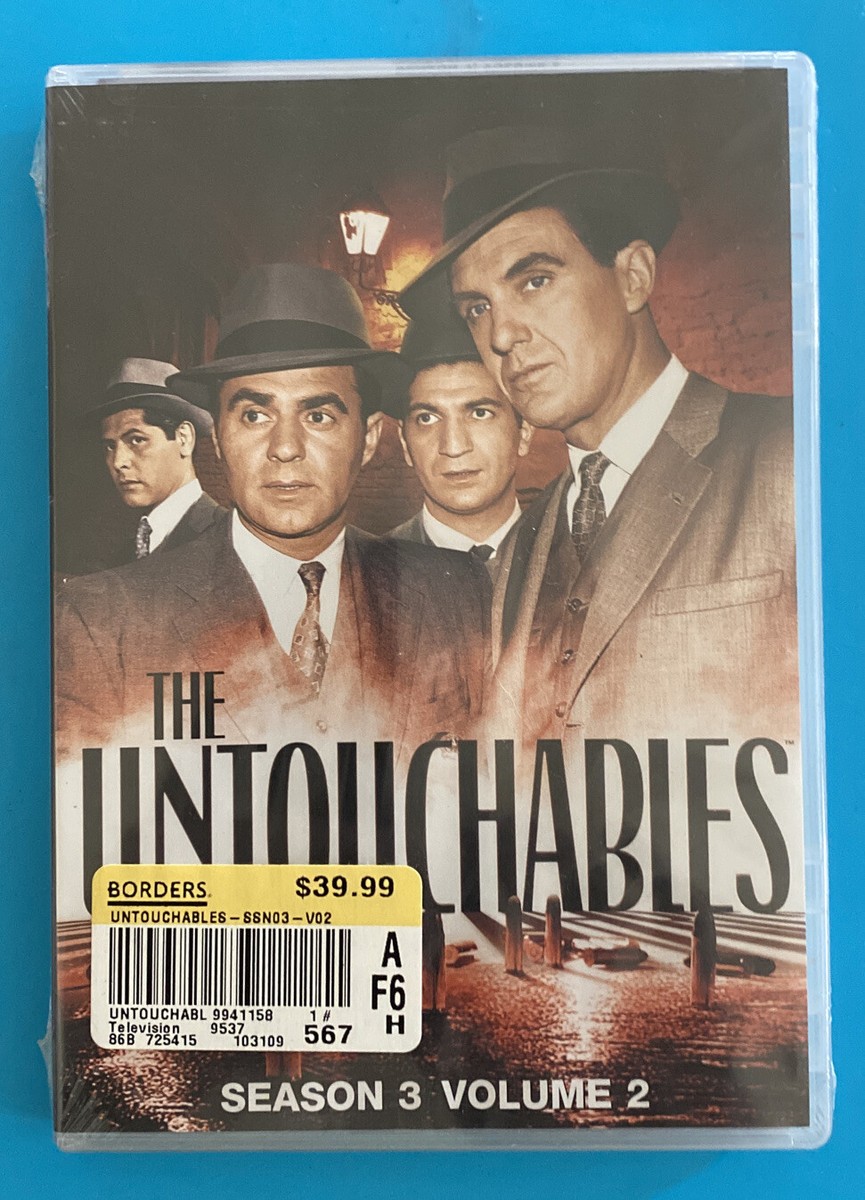 THE
UNTOUCHABLES™
BORDERS® $39.99
UNTOUCHABLES-SSN03-V02
A
F6
H
UNTOUCHABL 9941158 1#
Television 9537 567
86B 725415 103109
SEASON 3 VOLUME 2